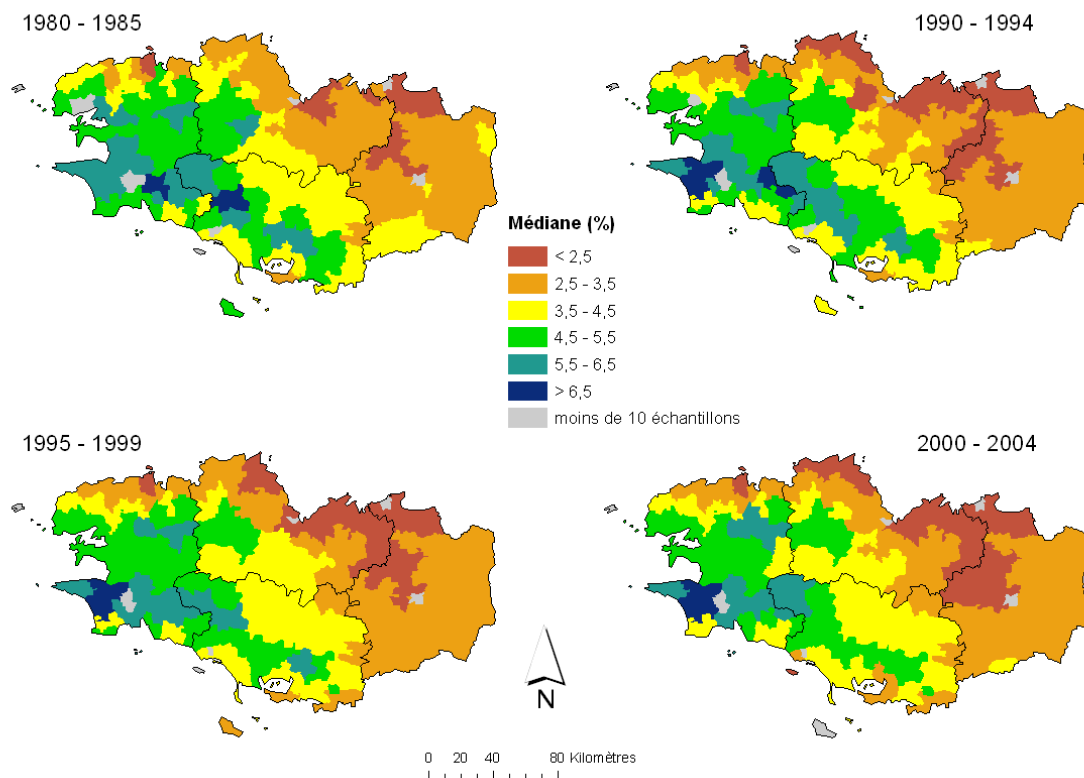 1980 - 1985
1990 - 1994
Médiane (%)
< 2,5
2,5 - 3,5
3,5 - 4,5
4,5 - 5,5
5,5 - 6,5
> 6,5
moins de 10 échantillons
1995 - 1999
2000 - 2004
N
0 20 40 80 Kilomètres